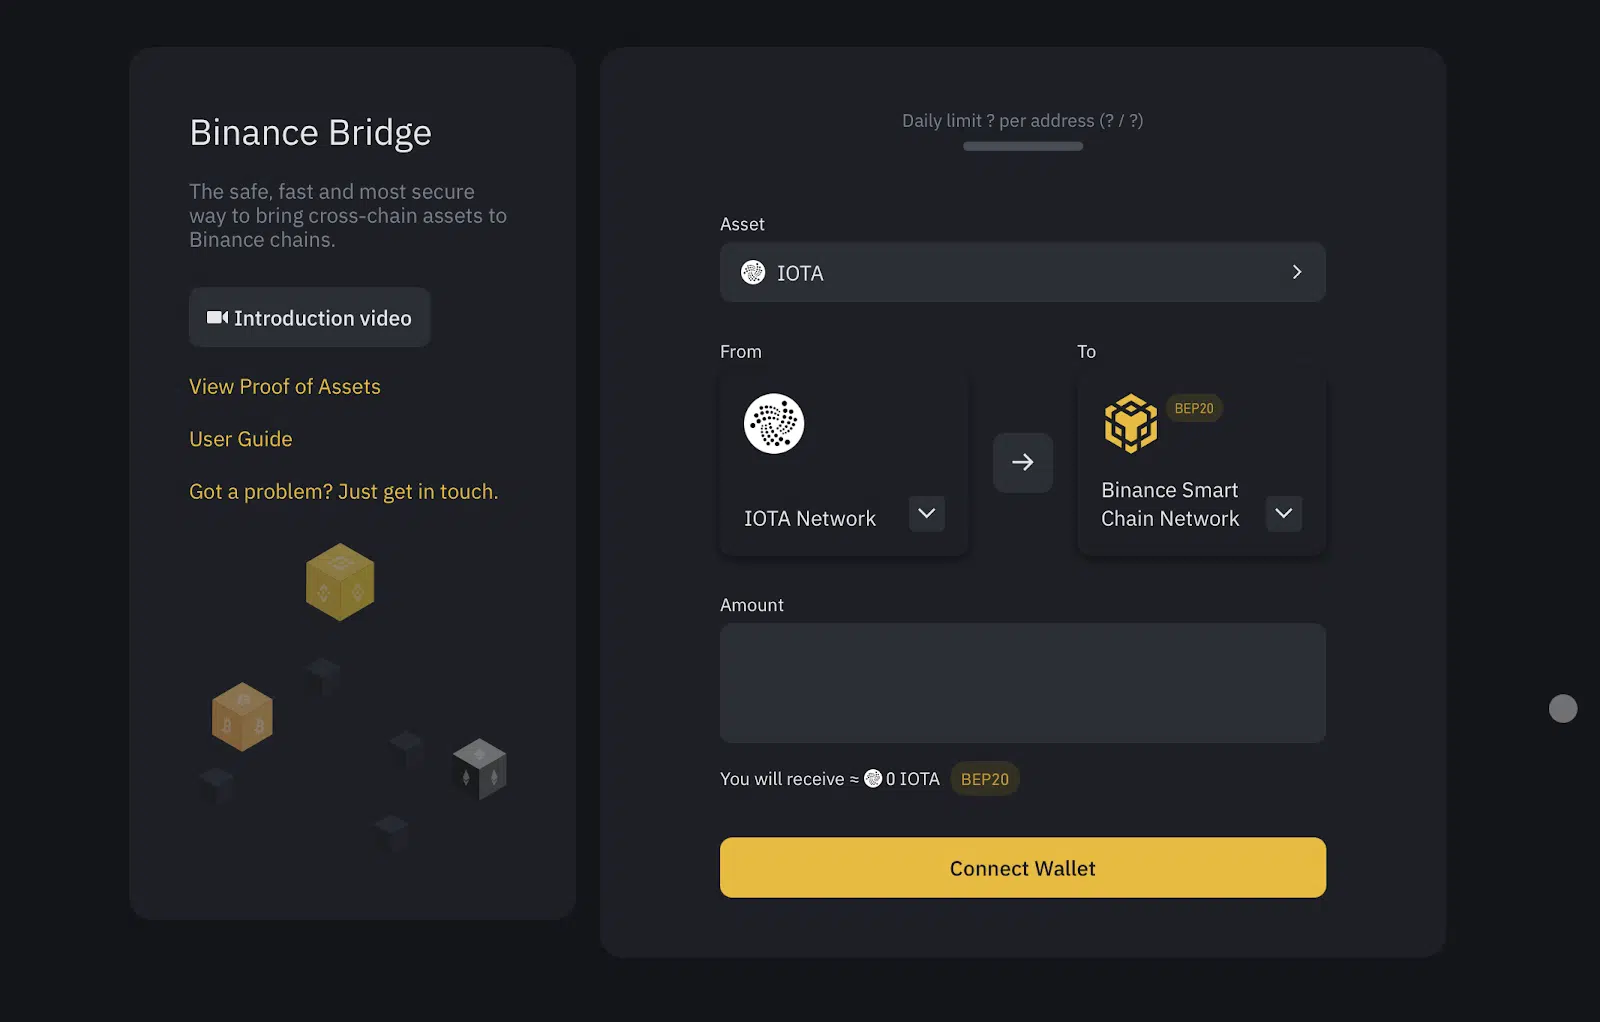 Binance Bridge
The safe, fast and most secure
way to bring cross-chain assets to
Binance chains.
Introduction video
View Proof of Assets
User Guide
Got a problem? Just get in touch.
Daily limit ? per address (? / ?)
Asset
IOTA
From
To
IOTA Network
BEP20
Binance Smart
Chain Network
Amount
You will receive ≈ 0 IOTA BEP20
Connect Wallet